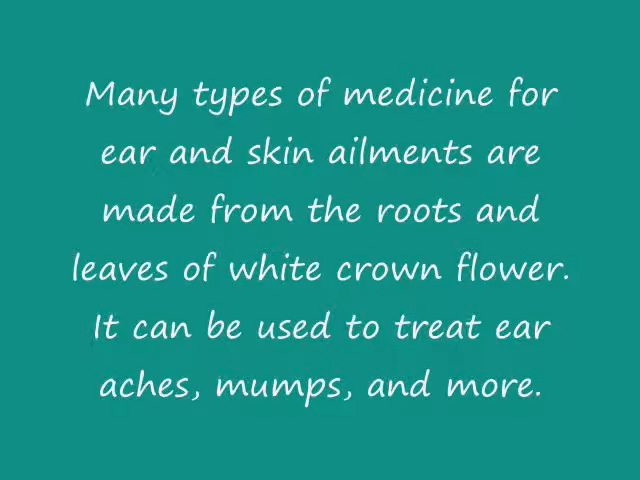 Many types of medicine for
ear and skin ailments are
made from the roots and
leaves of white crown flower.
It can be used to treat ear
aches, mumps, and more.